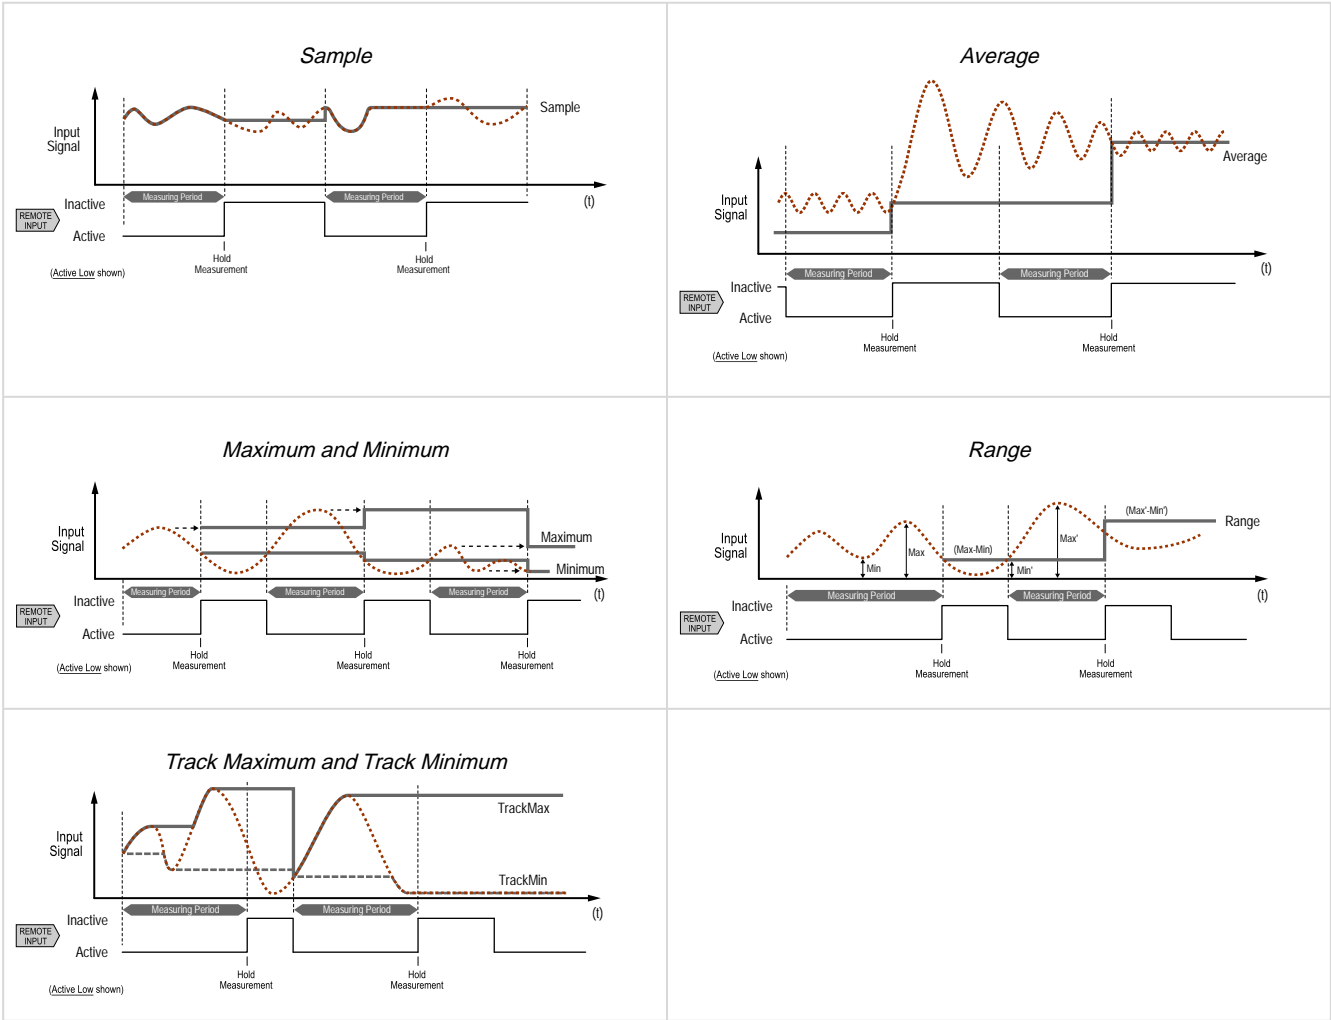 Sample
Input
Signal
Sample
Measuring Period
Measuring Period
(t)
Inactive
REMOTE
INPUT
Active
Hold
Measurement
Hold
Measurement
(Active Low shown)
Average
Input
Signal
Average
(t)
Measuring Period
Measuring Period
Inactive
REMOTE
INPUT
Active
Hold
Measurement
Hold
Measurement
(Active Low shown)
Maximum and Minimum
Input
Signal
Maximum
Minimum
Measuring Period
Measuring Period
Measuring Period
(t)
Inactive
REMOTE
INPUT
Active
Hold
Measurement
Hold
Measurement
Hold
Measurement
(Active Low shown)
Range
Input
Signal
(Max'-Min')
Range
Max
(Max-Min)
Max'
Min
Min'
Measuring Period
Measuring Period
(t)
Inactive
REMOTE
INPUT
Active
Hold
Measurement
Hold
Measurement
(Active Low shown)
Track Maximum and Track Minimum
Input
Signal
TrackMax
TrackMin
Measuring Period
Measuring Period
(t)
Inactive
REMOTE
INPUT
Active
Hold
Measurement
Hold
Measurement
(Active Low shown)